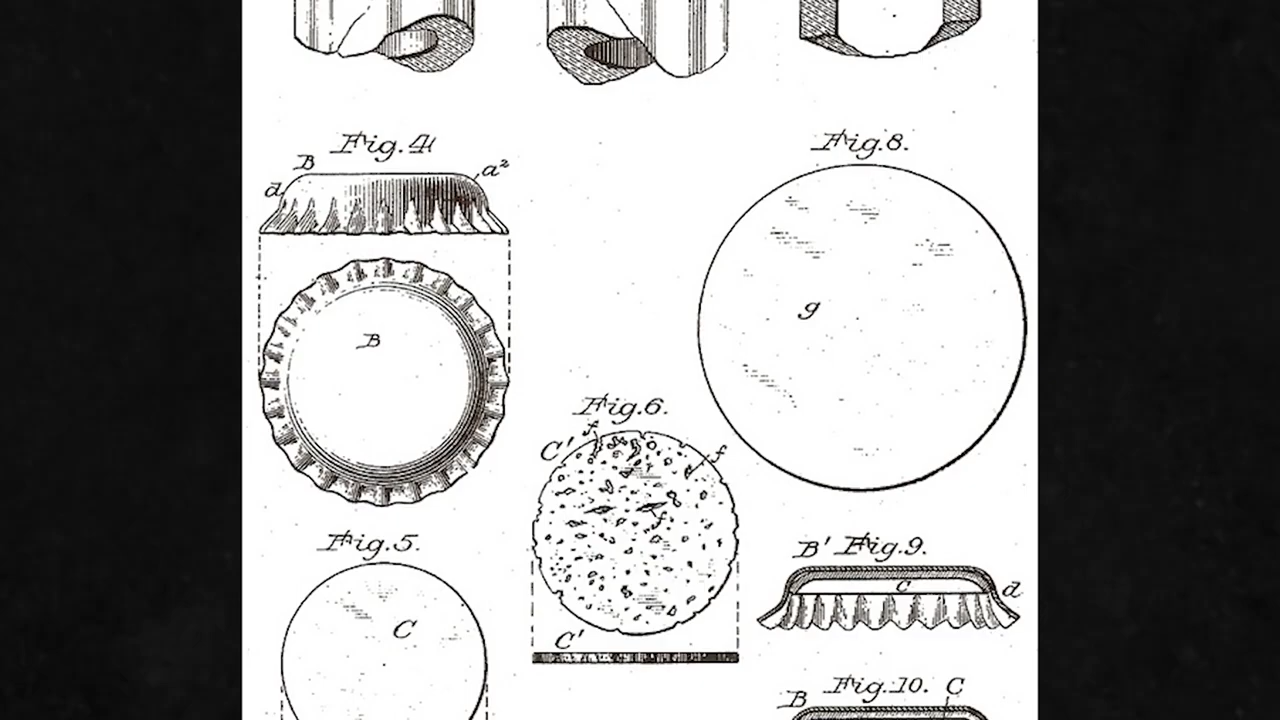 Fig. 4.
B
a²
d
B
Fig. 8.
g
Fig. 6.
C'
f
f
f
C'
Fig. 5.
C
B' Fig. 9.
C
d
Fig. 10.
C
B